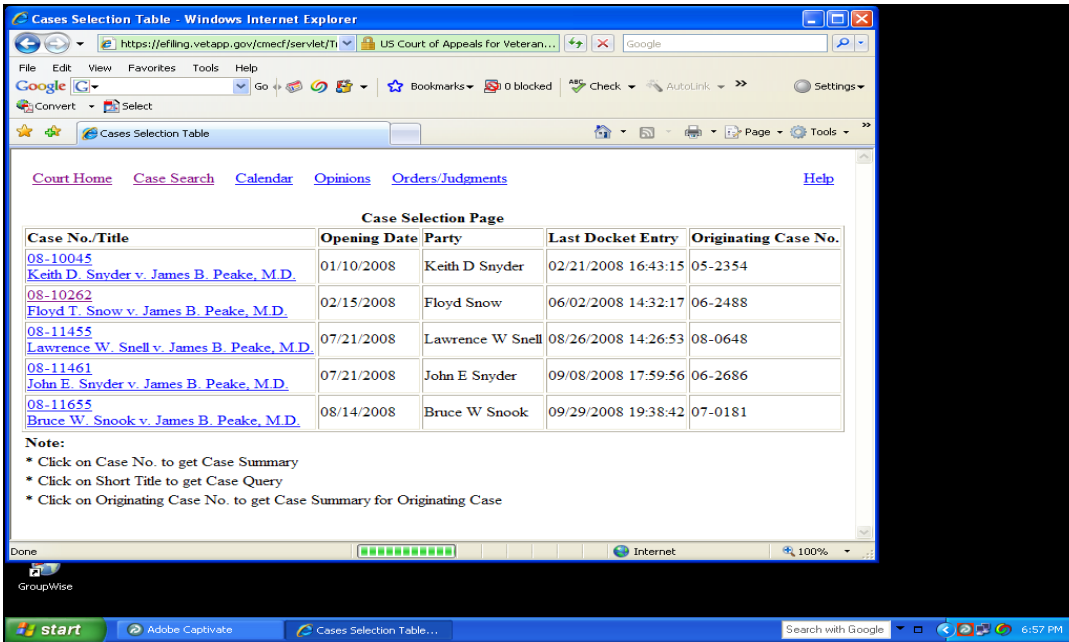 Cases Selection Table - Windows Internet Explorer
https://efiling.vetapp.gov/cmecf/servlet/Tr US Court of Appeals for Veteran... Google
File Edit View Favorites Tools Help
Google G Go Bookmarks 0 blocked ABC Check AutoLink >> Settings
Convert Select
Cases Selection Table Page Tools >>
Court Home Case Search Calendar Opinions Orders/Judgments Help
Case Selection Page
Case No./Title Opening Date Party Last Docket Entry Originating Case No.
08-10045
Keith D. Snyder v. James B. Peake, M.D. 01/10/2008 Keith D Snyder 02/21/2008 16:43:15 05-2354
08-10262
Floyd T. Snow v. James B. Peake, M.D. 02/15/2008 Floyd Snow 06/02/2008 14:32:17 06-2488
08-11455
Lawrence W. Snell v. James B. Peake, M.D. 07/21/2008 Lawrence W Snell 08/26/2008 14:26:53 08-0648
08-11461
John E. Snyder v. James B. Peake, M.D. 07/21/2008 John E Snyder 09/08/2008 17:59:56 06-2686
08-11655
Bruce W. Snook v. James B. Peake, M.D. 08/14/2008 Bruce W Snook 09/29/2008 19:38:42 07-0181
Note:
* Click on Case No. to get Case Summary
* Click on Short Title to get Case Query
* Click on Originating Case No. to get Case Summary for Originating Case
Done Internet 100%
GroupWise
start Adobe Captivate Cases Selection Table... Search with Google 6:57 PM